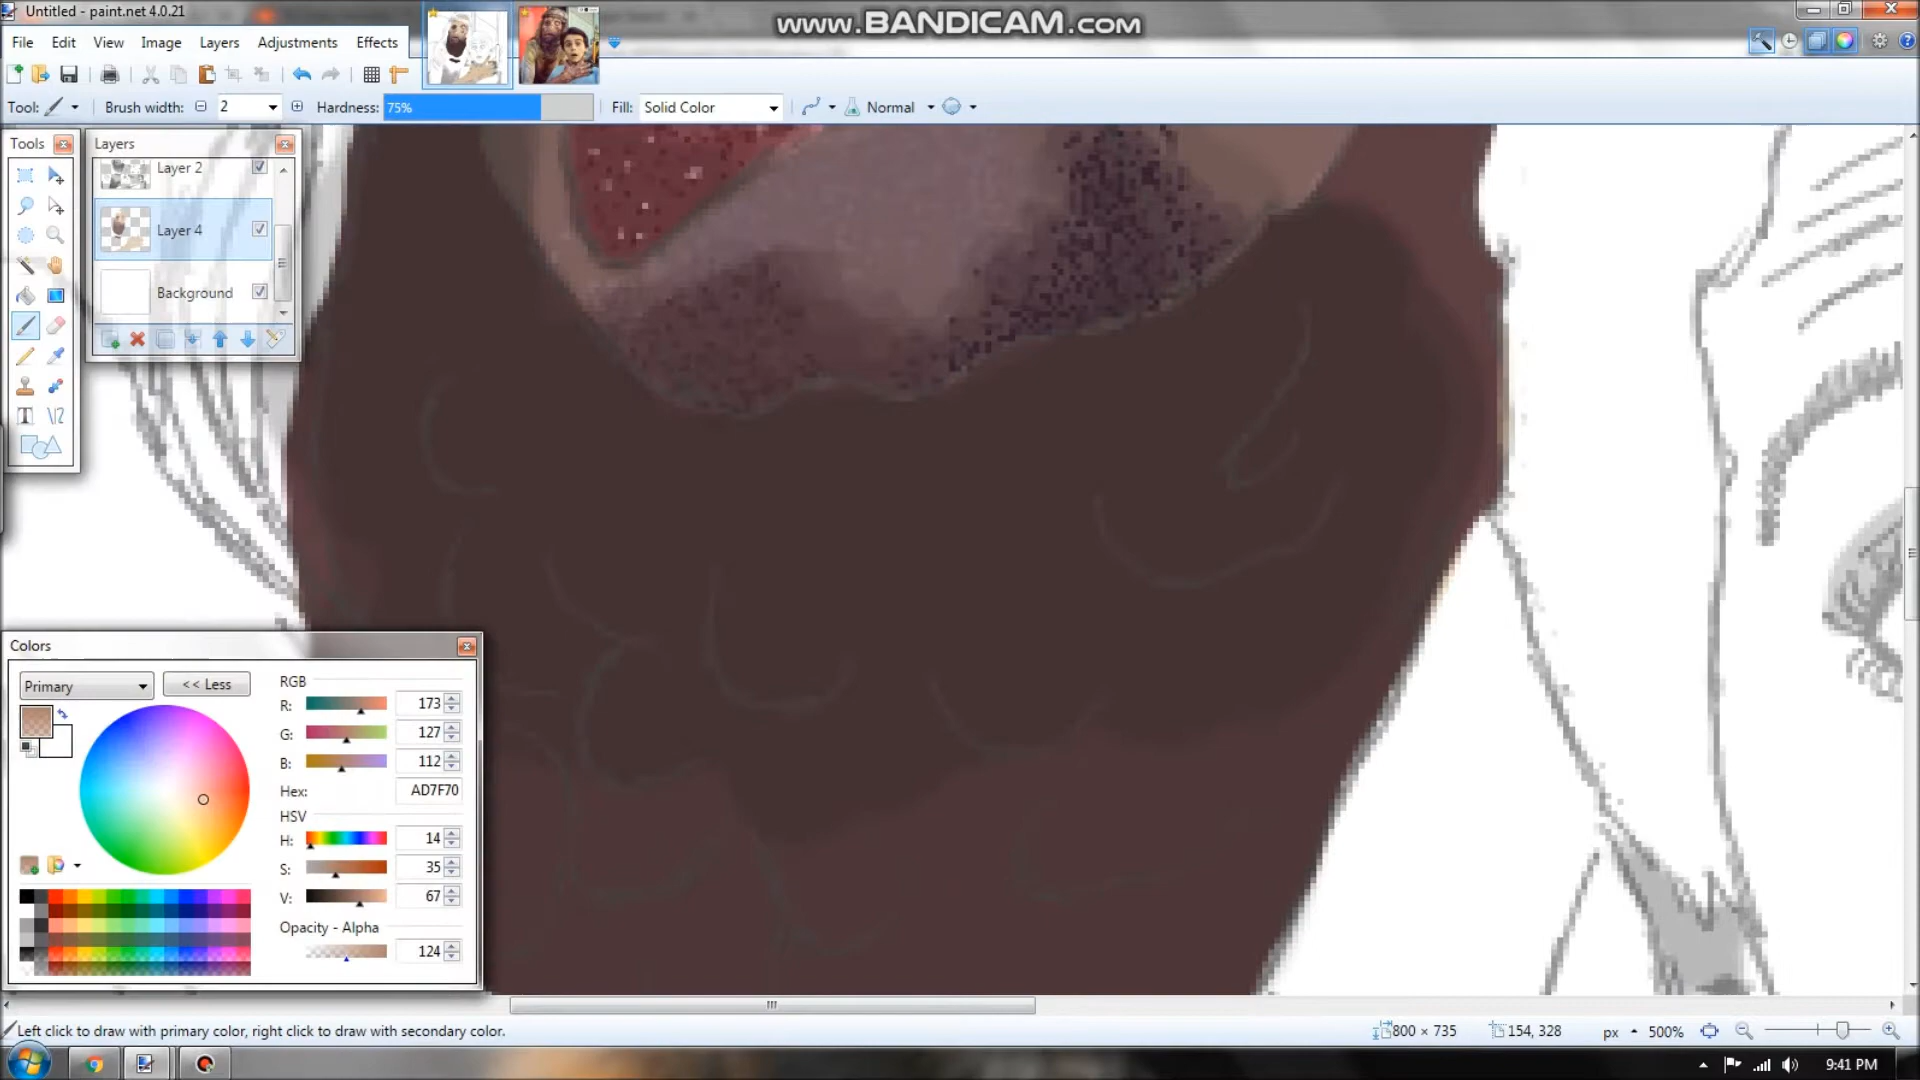 Untitled - paint.net 4.0.21
www.BANDICAM.com
File Edit View Image Layers Adjustments Effects
Tool: Brush width: 2 Hardness: 75% Fill: Solid Color Normal
Tools
Layers
Layer 2
Layer 4
Background
Colors
Primary
<< Less
RGB
R: 173
G: 127
B: 112
Hex: AD7F70
HSV
H: 14
S: 35
V: 67
Opacity - Alpha
124
Left click to draw with primary color, right click to draw with secondary color.
800 × 735
154, 328
px
500%
9:41 PM